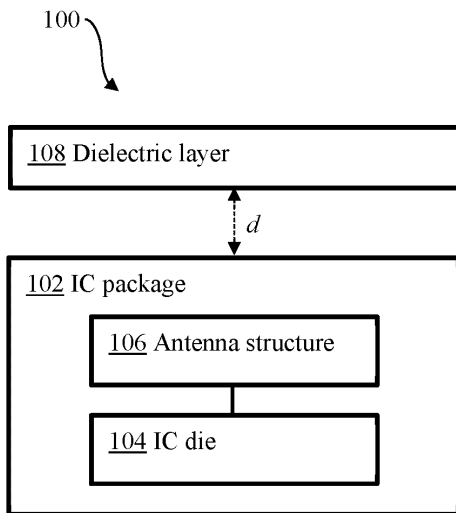 100
108 Dielectric layer
d
102 IC package
106 Antenna structure
104 IC die